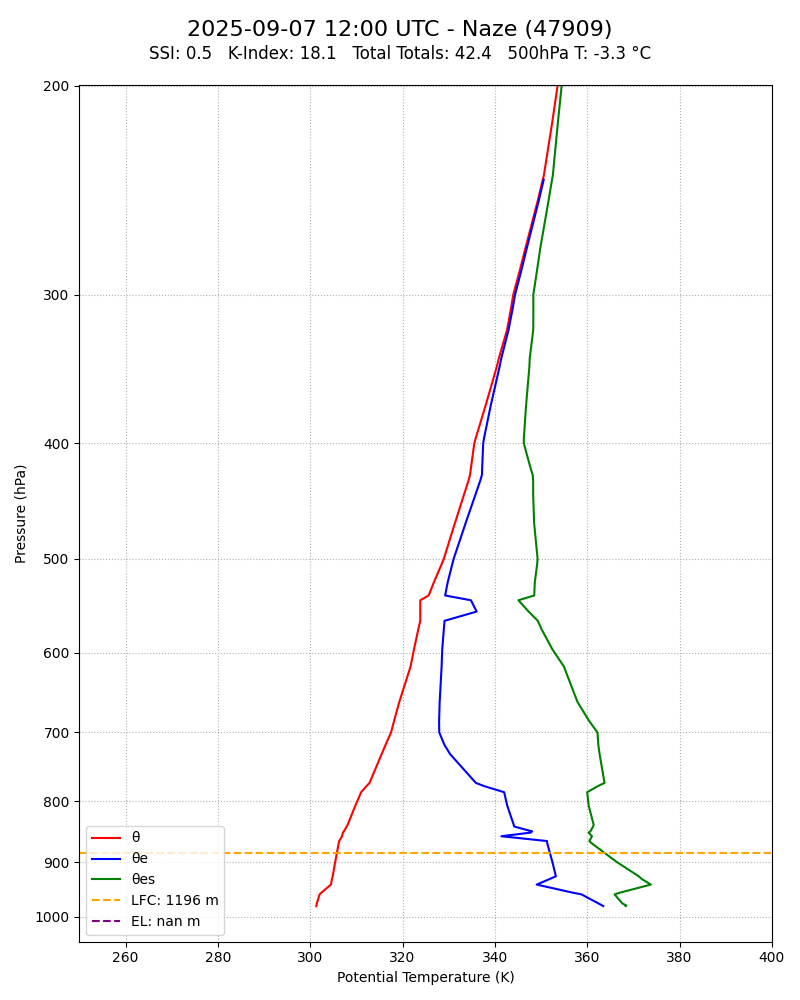 2025-09-07 12:00 UTC - Naze (47909)
SSI: 0.5   K-Index: 18.1   Total Totals: 42.4   500hPa T: -3.3 °C
200
300
400
500
600
700
800
900
1000
Pressure (hPa)
θ
θe
θes
LFC: 1196 m
EL: nan m
260
280
300
320
340
360
380
400
Potential Temperature (K)